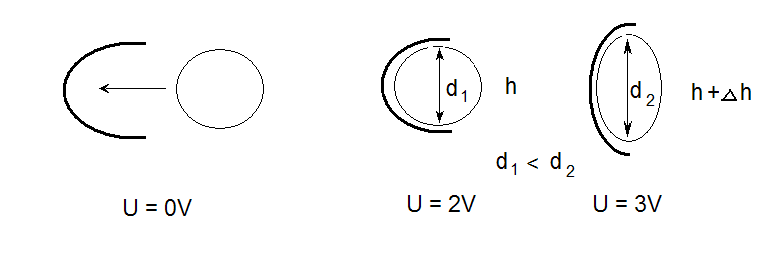 d1
h
d2
h + △h
d1 < d2
U = 0V
U = 2V
U = 3V